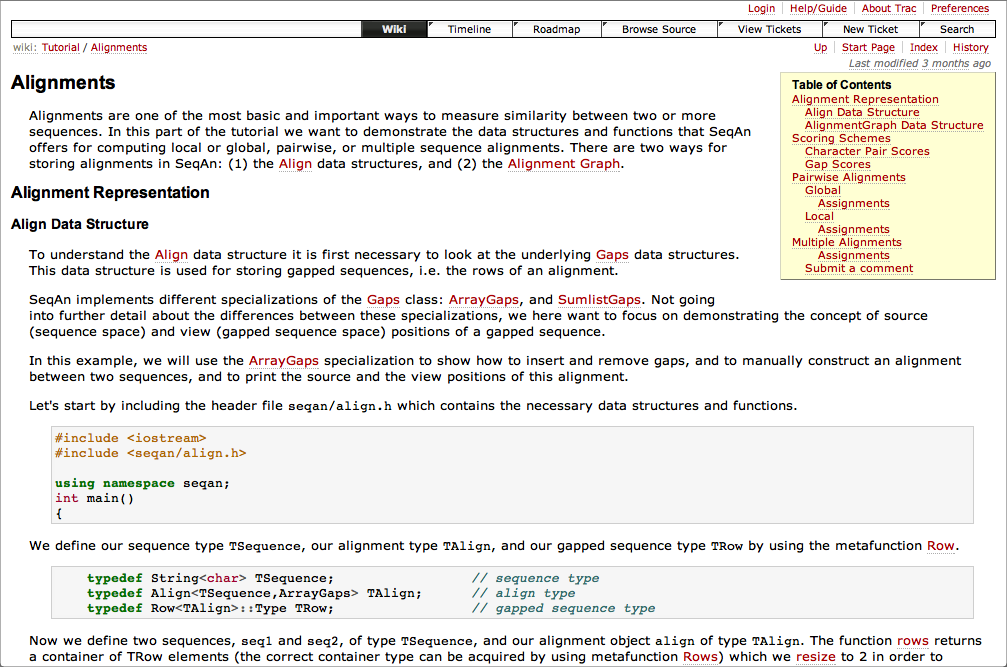 Login Help/Guide About Trac Preferences
Wiki Timeline Roadmap Browse Source View Tickets New Ticket Search
wiki: Tutorial / Alignments
Up Start Page Index History
Last modified 3 months ago
Alignments
Alignments are one of the most basic and important ways to measure similarity between two or more
sequences. In this part of the tutorial we want to demonstrate the data structures and functions that SeqAn
offers for computing local or global, pairwise, or multiple sequence alignments. There are two ways for
storing alignments in SeqAn: (1) the Align data structures, and (2) the Alignment Graph.
Table of Contents
Alignment Representation
Align Data Structure
AlignmentGraph Data Structure
Scoring Schemes
Character Pair Scores
Gap Scores
Pairwise Alignments
Global
Assignments
Local
Assignments
Multiple Alignments
Assignments
Submit a comment
Alignment Representation
Align Data Structure
To understand the Align data structure it is first necessary to look at the underlying Gaps data structures.
This data structure is used for storing gapped sequences, i.e. the rows of an alignment.
SeqAn implements different specializations of the Gaps class: ArrayGaps, and SumlistGaps. Not going
into further detail about the differences between these specializations, we here want to focus on demonstrating the concept of source
(sequence space) and view (gapped sequence space) positions of a gapped sequence.
In this example, we will use the ArrayGaps specialization to show how to insert and remove gaps, and to manually construct an alignment
between two sequences, and to print the source and the view positions of this alignment.
Let's start by including the header file seqan/align.h which contains the necessary data structures and functions.
#include <iostream>
#include <seqan/align.h>
using namespace seqan;
int main()
{
We define our sequence type TSequence, our alignment type TAlign, and our gapped sequence type TRow by using the metafunction Row.
typedef String<char> TSequence; // sequence type
typedef Align<TSequence,ArrayGaps> TAlign; // align type
typedef Row<TAlign>::Type TRow; // gapped sequence type
Now we define two sequences, seq1 and seq2, of type TSequence, and our alignment object align of type TAlign. The function rows returns
a container of TRow elements (the correct container type can be acquired by using metafunction Rows) which we resize to 2 in order to